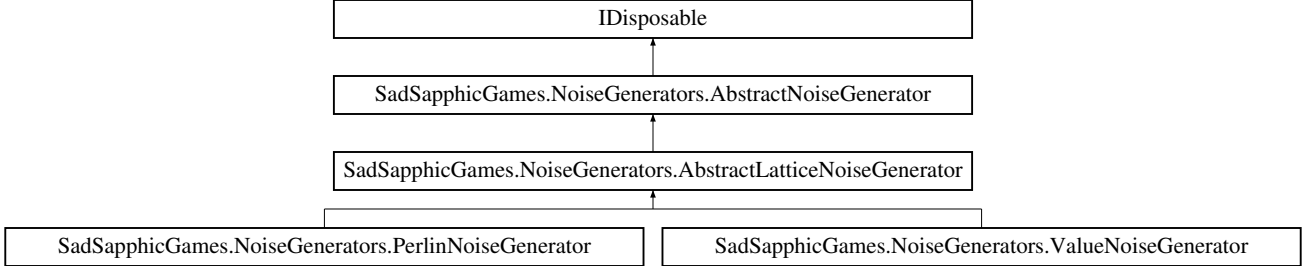 IDisposable
SadSapphicGames.NoiseGenerators.AbstractNoiseGenerator
SadSapphicGames.NoiseGenerators.AbstractLatticeNoiseGenerator
SadSapphicGames.NoiseGenerators.PerlinNoiseGenerator
SadSapphicGames.NoiseGenerators.ValueNoiseGenerator